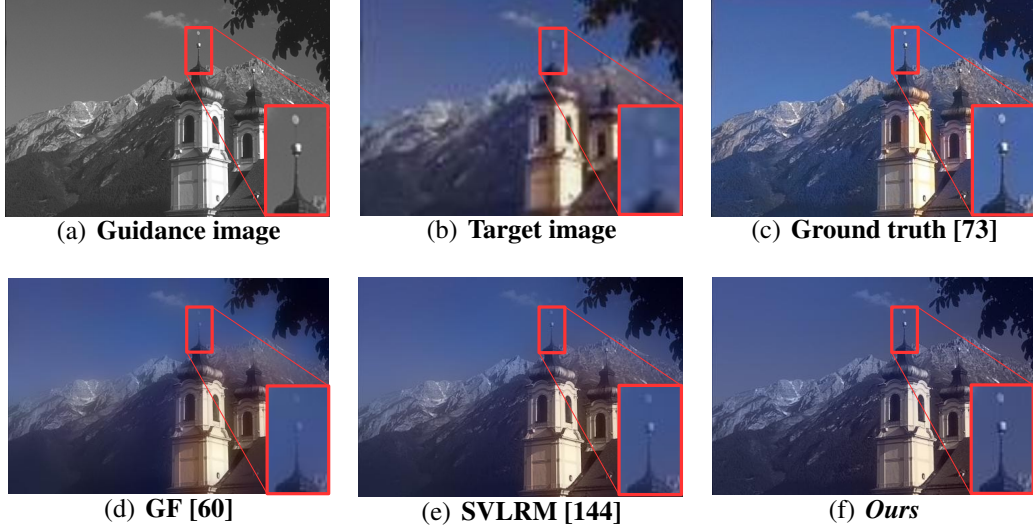 (a) Guidance image
(b) Target image
(c) Ground truth [73]
(d) GF [60]
(e) SVLRM [144]
(f) Ours